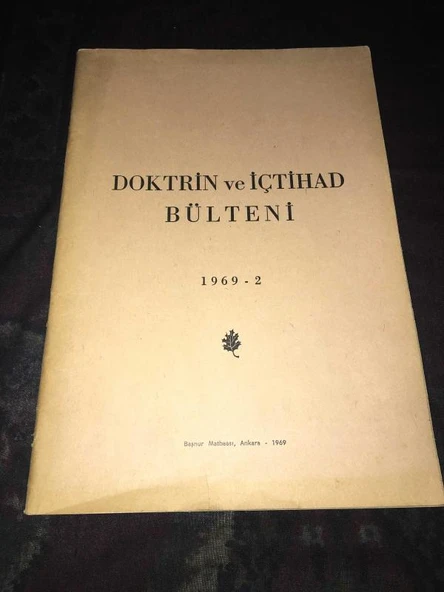 DOKTRİN ve İÇTİHAD
BÜLTENİ
1969 - 2
Başnur Matbaası, Ankara - 1969